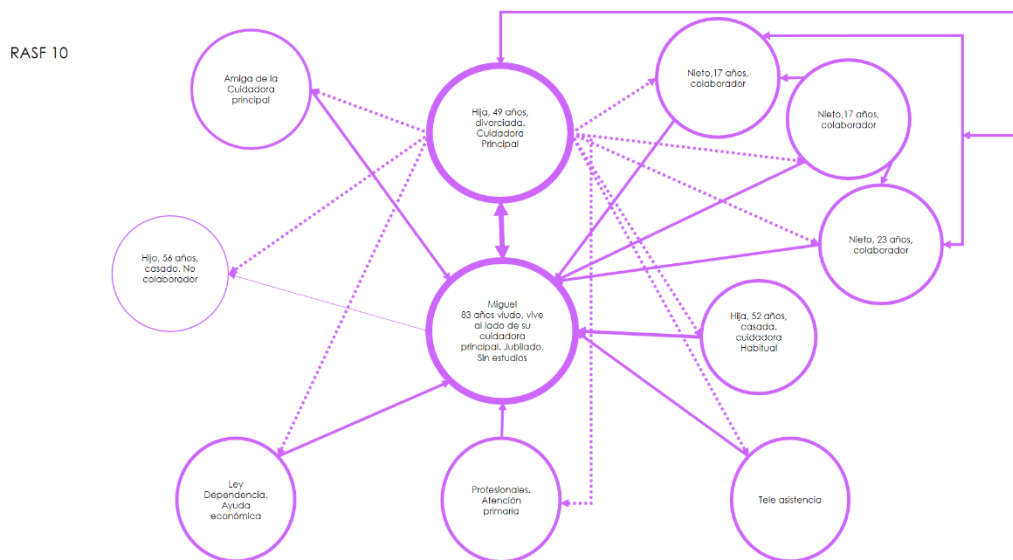 RASF 10
Amiga de la
Cuidadora
principal
Hija, 49 años,
divorciada.
Cuidadora
Principal
Nieto,17 años,
colaborador
Nieto,17 años,
colaborador
Nieto, 23 años,
colaborador
Hijo, 56 años,
casado. No
colaborador
Miguel
83 años viudo, vive
al lado de su
cuidadora
principal. Jubilado.
Sin estudios
Hija, 52 años,
casada.
cuidadora
Habitual
Ley
Dependencia.
Ayuda
económica
Profesionales.
Atención
primaria
Tele asistencia